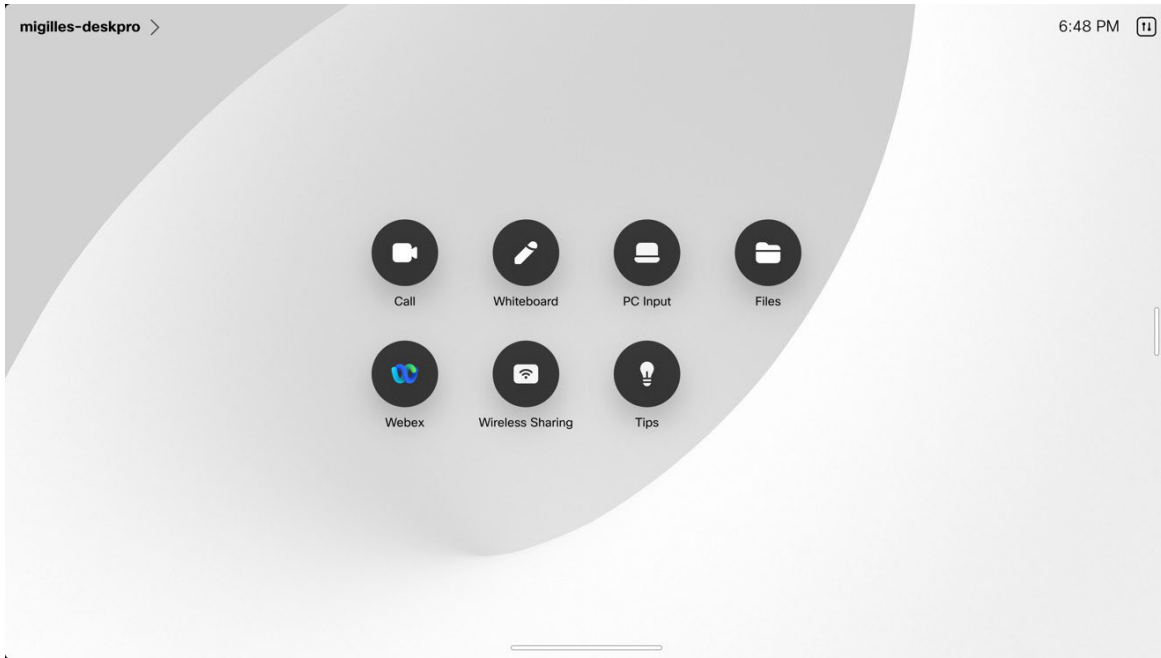 migilles-deskpro
6:48 PM
Call
Whiteboard
PC Input
Files
Webex
Wireless Sharing
Tips